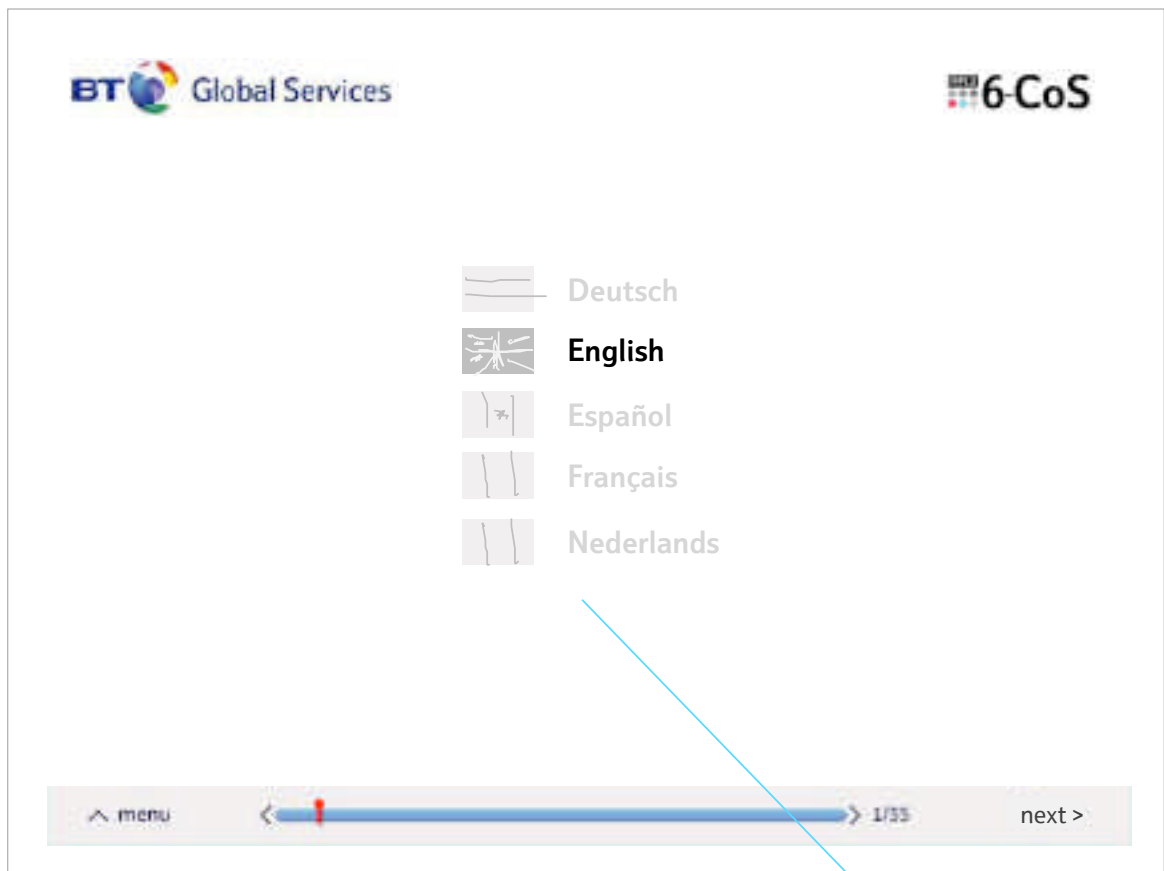 BT Global Services
6-CoS
Deutsch
English
Español
Français
Nederlands
menu
1/35
next >